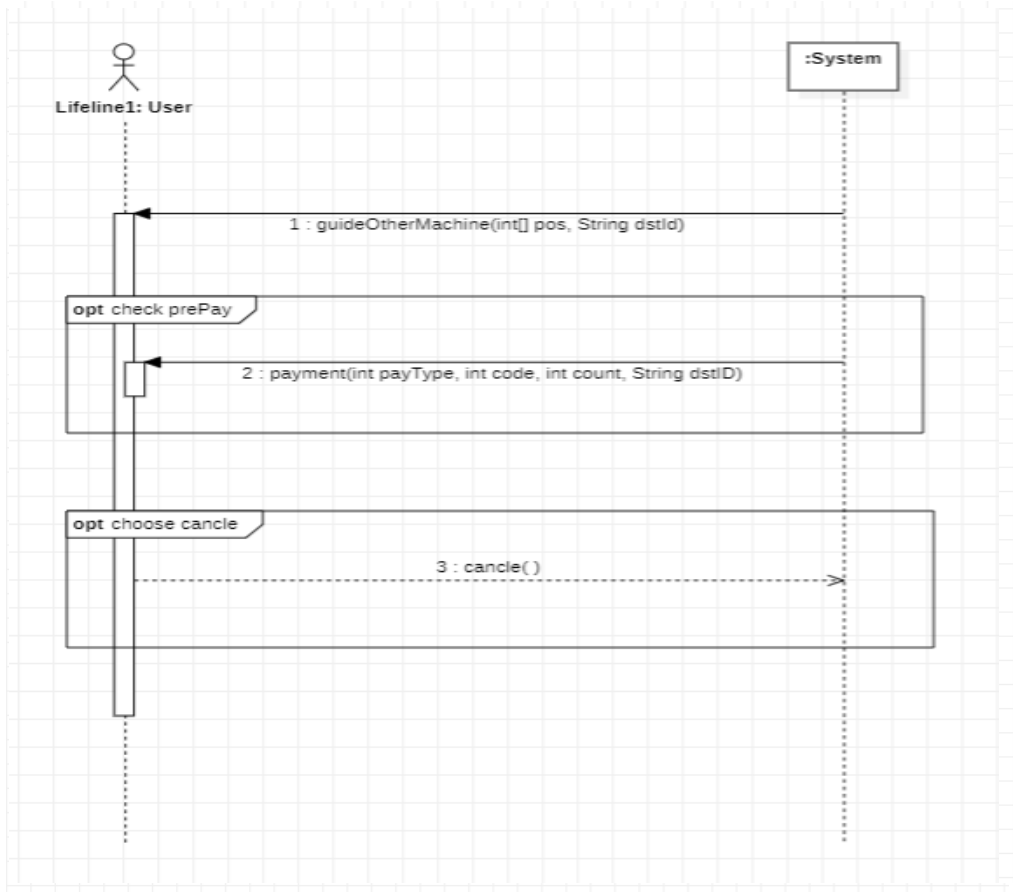 :System
Lifeline1: User
1 : guideOtherMachine(int[] pos, String dstId)
opt check prePay
2 : payment(int payType, int code, int count, String dstID)
opt choose cancle
3 : cancle( )